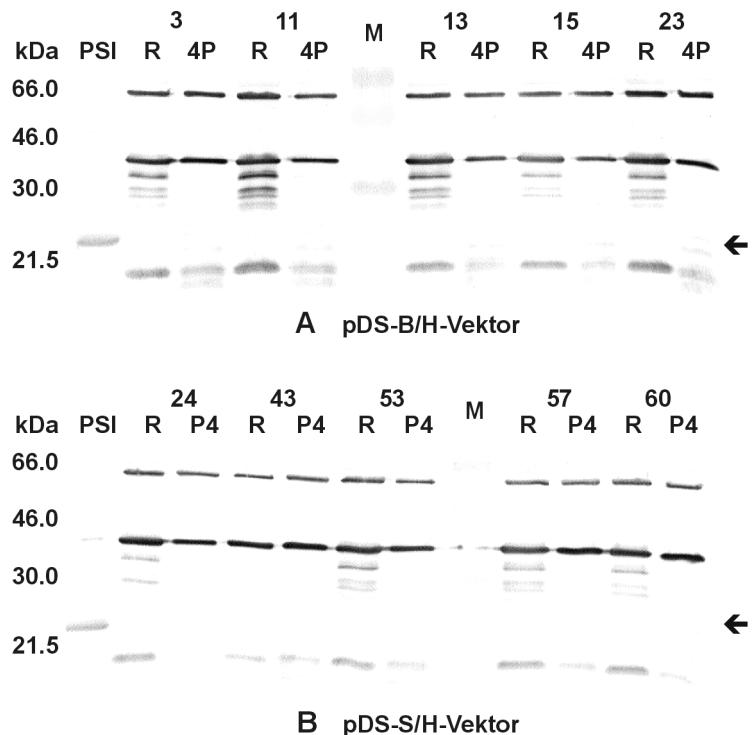 3 11 13 15 23
M
kDa PSI R 4P R 4P R 4P R 4P R 4P
66.0
46.0
30.0
21.5
A pDS-B/H-Vektor
24 43 53 57 60
M
kDa PSI R P4 R P4 R P4 R P4 R P4
66.0
46.0
30.0
21.5
B pDS-S/H-Vektor